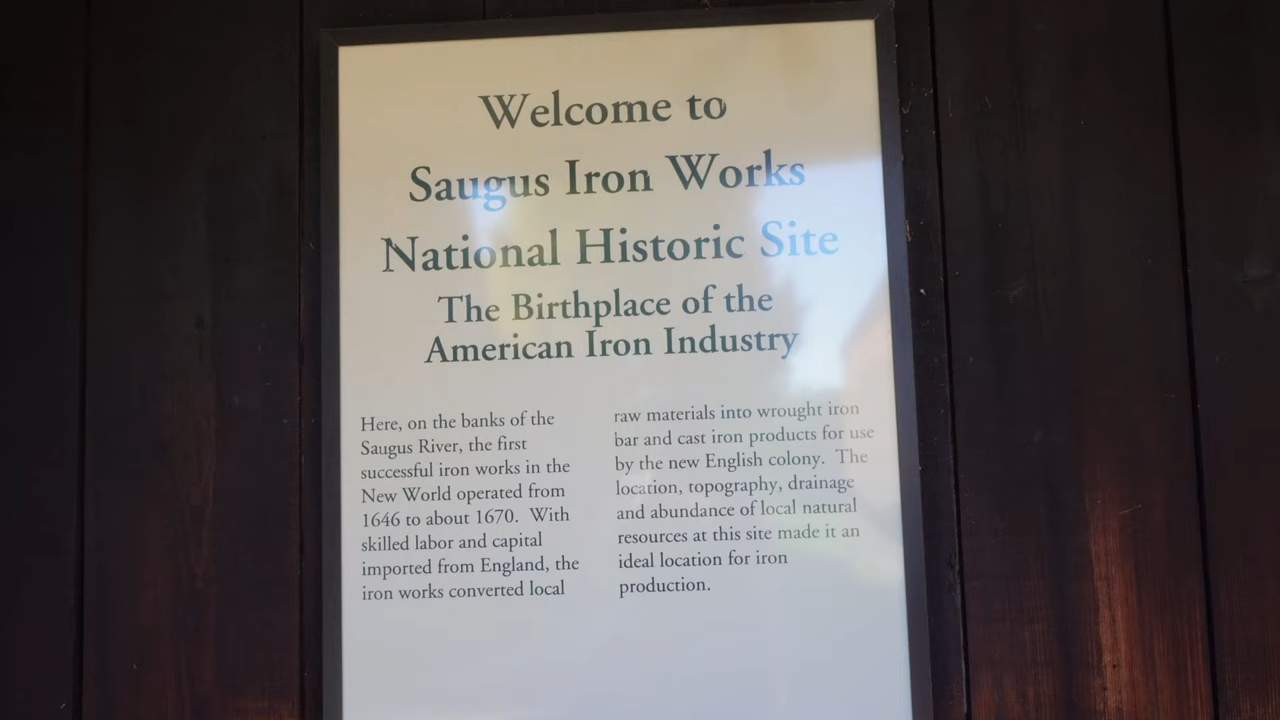 Welcome to
Saugus Iron Works
National Historic Site
The Birthplace of the
American Iron Industry
Here, on the banks of the
Saugus River, the first
successful iron works in the
New World operated from
1646 to about 1670.  With
skilled labor and capital
imported from England, the
iron works converted local
raw materials into wrought iron
bar and cast iron products for use
by the new English colony.  The
location, topography, drainage
and abundance of local natural
resources at this site made it an
ideal location for iron
production.